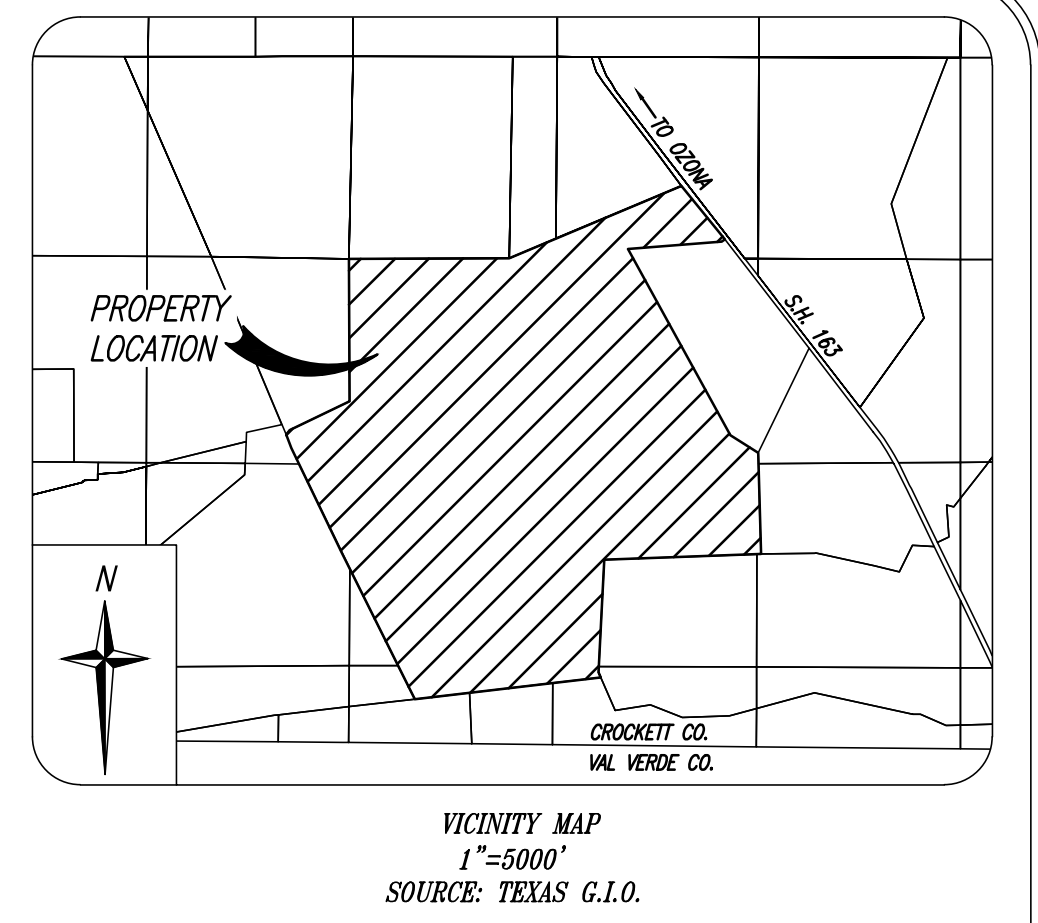 TO OZONA
S.H. 163
PROPERTY
LOCATION
N
CROCKETT CO.
VAL VERDE CO.
VICINITY MAP
1"=5000'
SOURCE: TEXAS G.I.O.